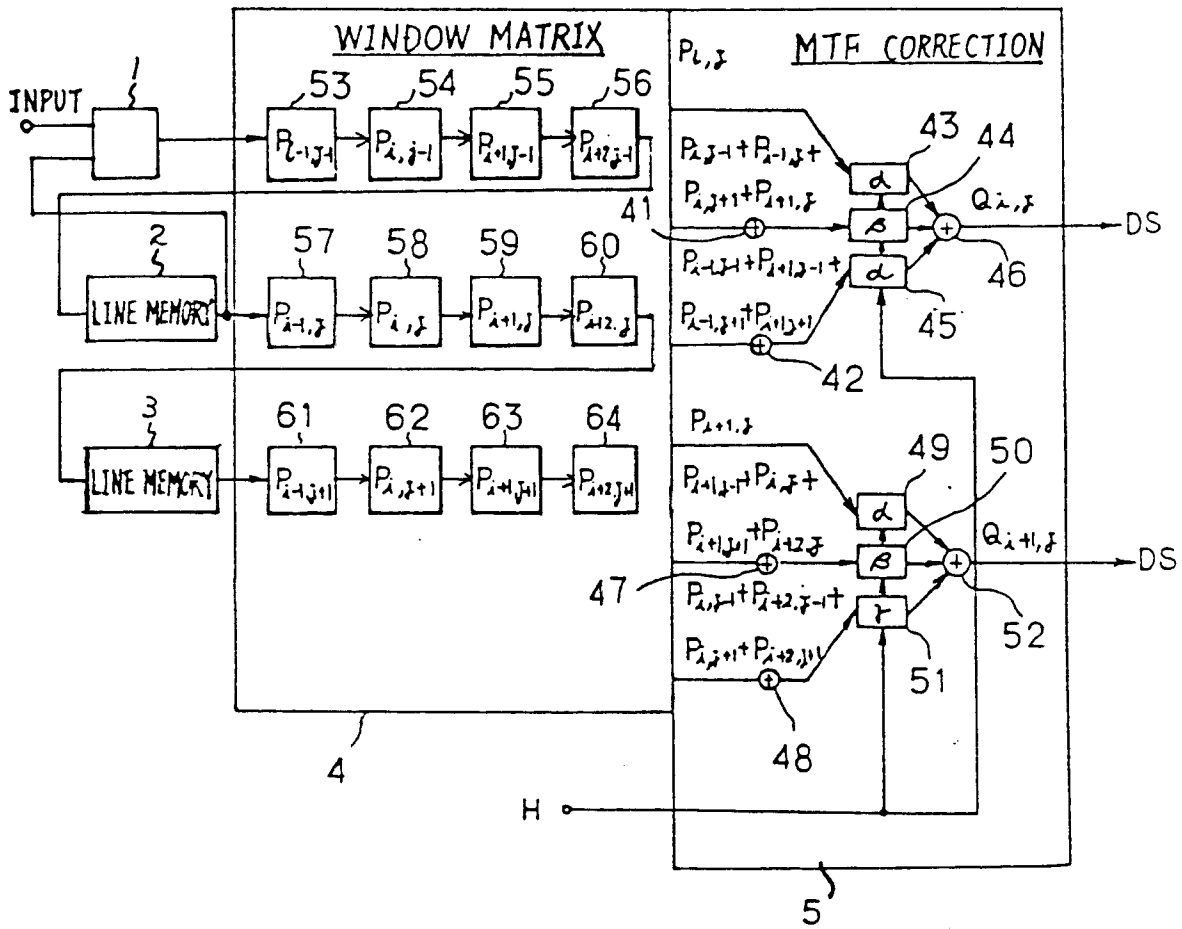 WINDOW MATRIX
MTF CORRECTION
INPUT
1
53
54
55
56
P_{i-1,j-1}
P_{i,j-1}
P_{i+1,j-1}
P_{i+2,j-1}
2
LINE MEMORY
57
58
59
60
P_{i-1,j}
P_{i,j}
P_{i+1,j}
P_{i+2,j}
3
LINE MEMORY
61
62
63
64
P_{i-1,j+1}
P_{i,j+1}
P_{i+1,j+1}
P_{i+2,j+1}
4
P_{i,j}
P_{i,j-1}+P_{i-1,j}+
P_{i,j+1}+P_{i+1,j}
41
P_{i-1,j-1}+P_{i+1,j-1}+
P_{i-1,j+1}+P_{i+1,j+1}
42
43
44
α
β
α
45
46
Q_{i,j}
DS
P_{i+1,j}
P_{i+1,j-1}+P_{i,j}+
P_{i+1,j+1}+P_{i+2,j}
47
P_{i,j-1}+P_{i+2,j-1}+
P_{i,j+1}+P_{i+2,j+1}
48
49
50
α
β
γ
51
52
Q_{i+1,j}
DS
H
5